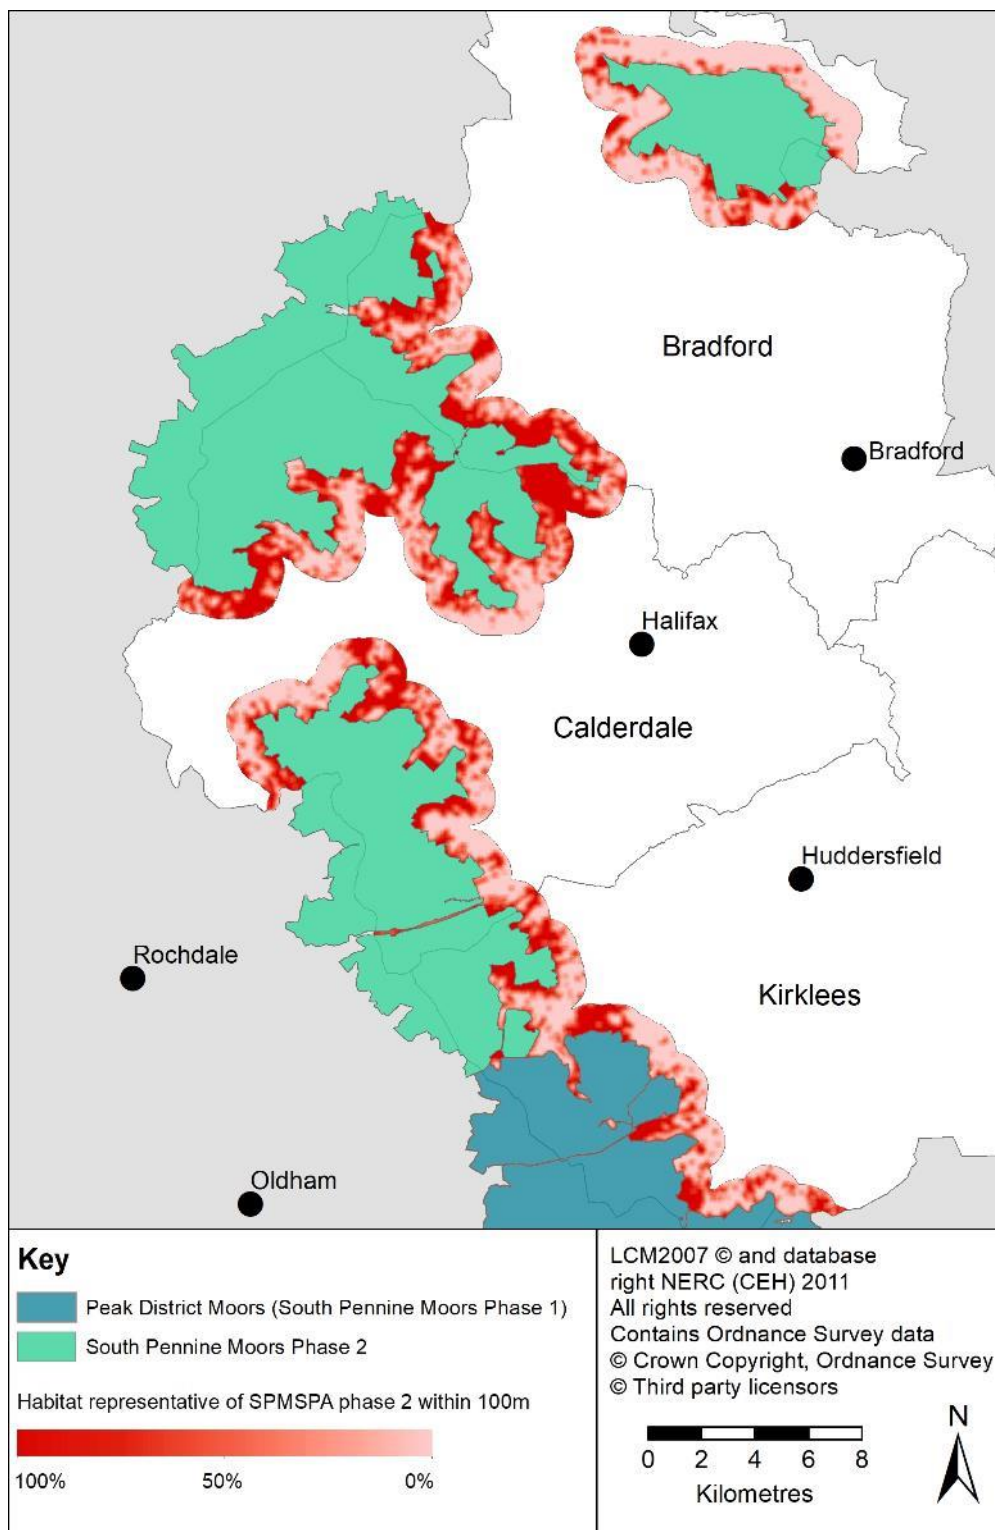 Bradford
Bradford
Halifax
Calderdale
Huddersfield
Rochdale
Kirklees
Oldham
Key
Peak District Moors (South Pennine Moors Phase 1)
South Pennine Moors Phase 2
Habitat representative of SPMSPA phase 2 within 100m
100% 50% 0%
LCM2007 © and database
right NERC (CEH) 2011
All rights reserved
Contains Ordnance Survey data
© Crown Copyright, Ordnance Survey
© Third party licensors
0 2 4 6 8
Kilometres
N